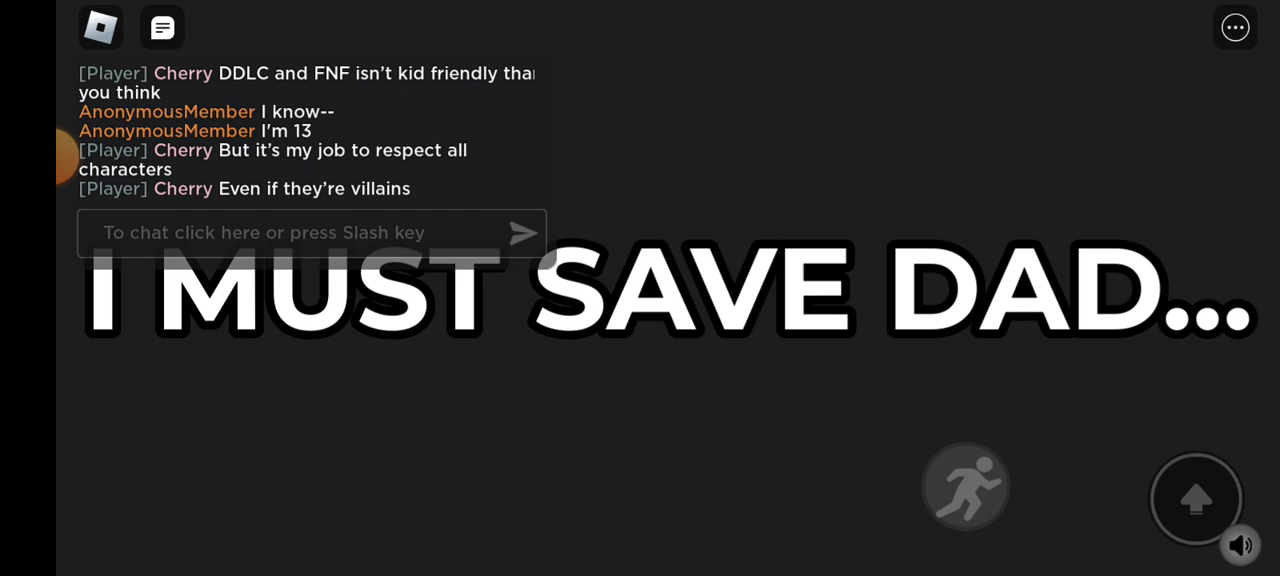 [Player] Cherry DDLC and FNF isn't kid friendly than
you think
AnonymousMember I know--
AnonymousMember I'm 13
[Player] Cherry But it's my job to respect all
characters
[Player] Cherry Even if they're villains
To chat click here or press Slash key
I MUST SAVE DAD...